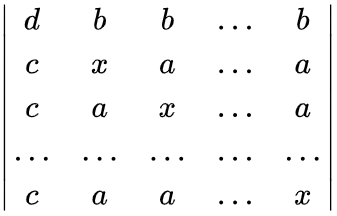 d b b … b
c x a … a
c a x … a
… … … … …
c a a … x